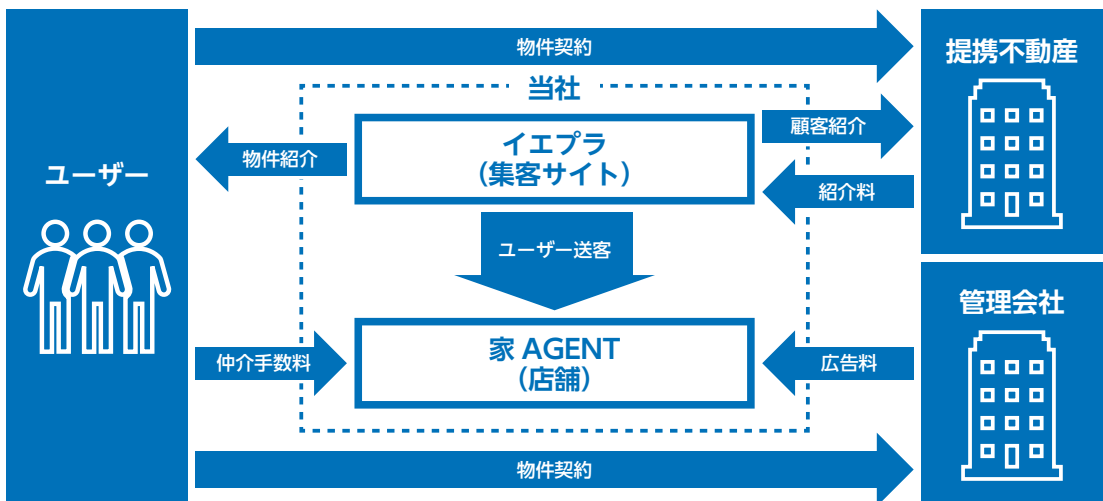 物件契約
提携不動産
当社
イエプラ
(集客サイト)
顧客紹介
物件紹介
ユーザー
紹介料
ユーザー送客
管理会社
家 AGENT
(店舗)
仲介手数料
広告料
物件契約